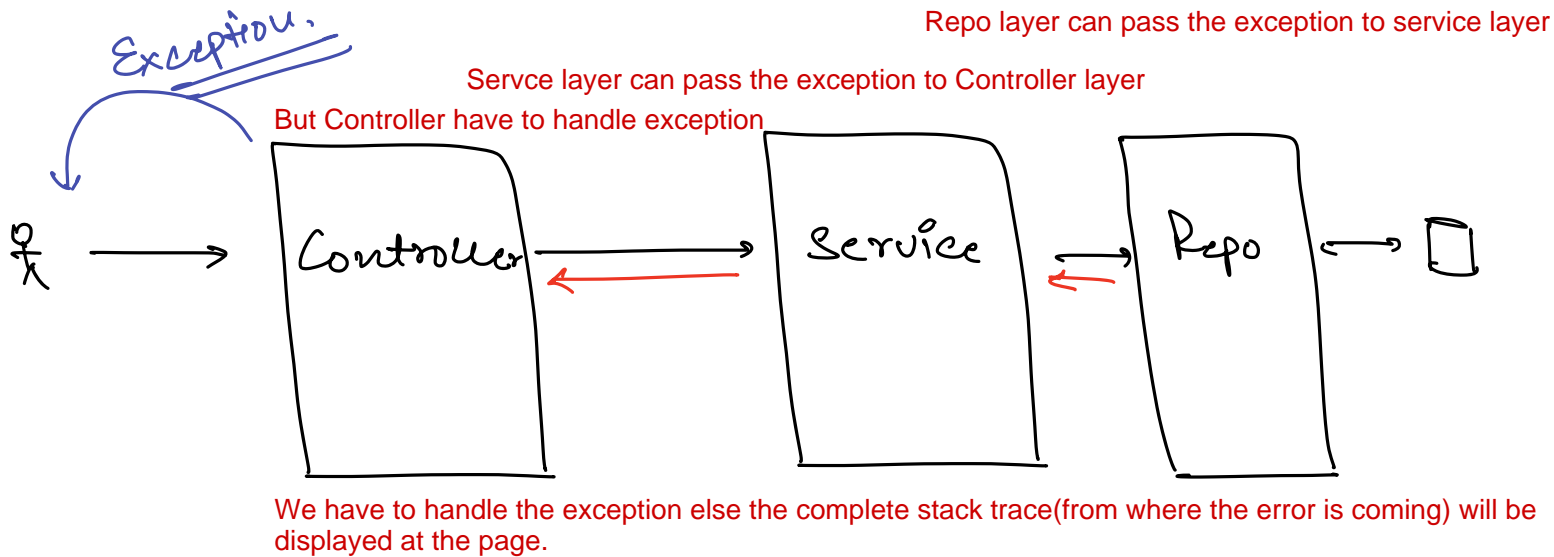 Exception.
Repo layer can pass the exception to service layer
Servce layer can pass the exception to Controller layer
But Controller have to handle exception
Controller
Service
Repo
We have to handle the exception else the complete stack trace(from where the error is coming) will be
displayed at the page.